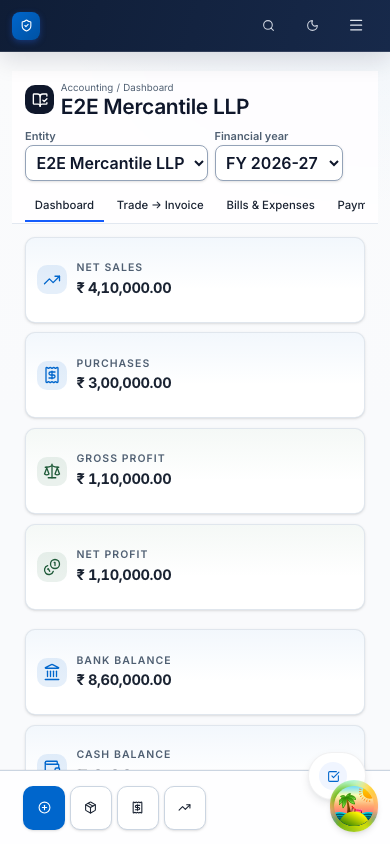 Accounting / Dashboard
E2E Mercantile LLP
Entity
Financial year
E2E Mercantile LLP
FY 2026-27
Dashboard
Trade → Invoice
Bills & Expenses
Paym
NET SALES
₹ 4,10,000.00
PURCHASES
₹ 3,00,000.00
GROSS PROFIT
₹ 1,10,000.00
NET PROFIT
₹ 1,10,000.00
BANK BALANCE
₹ 8,60,000.00
CASH BALANCE